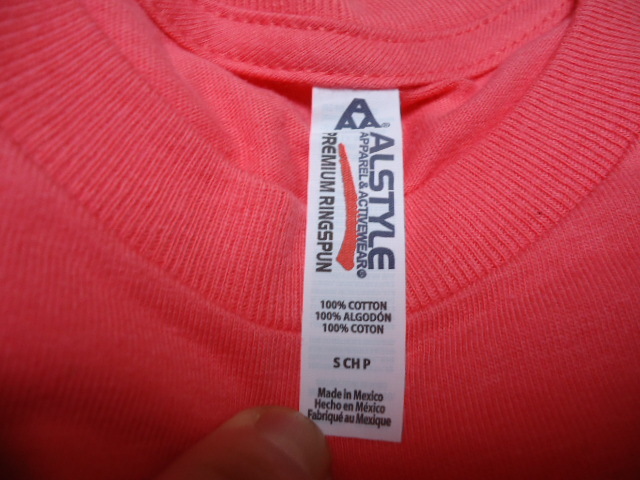 ALSTYLE
APPAREL & ACTIVEWEAR®
PREMIUM RINGSPUN
100% COTTON
100% ALGODÓN
100% COTON
S CH P
Made in Mexico
Hecho en México
Fabriqué au Mexique